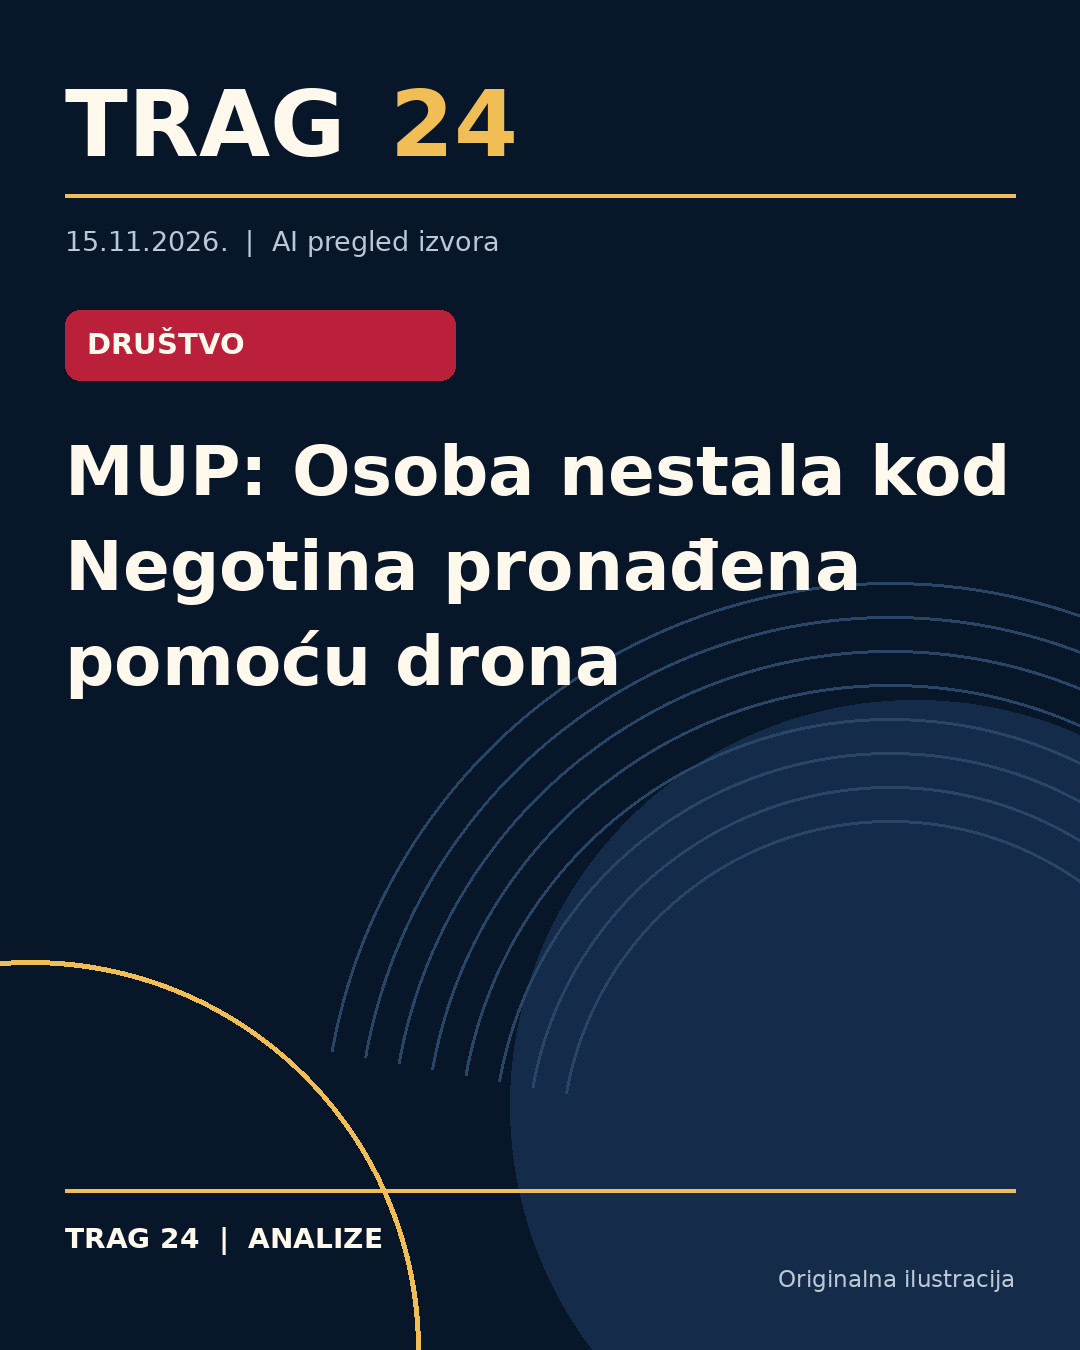 TRAG 24
15.11.2026. | AI pregled izvora
DRUŠTVO
MUP: Osoba nestala kod
Negotina pronađena
pomoću drona
TRAG 24 | ANALIZE
Originalna ilustracija